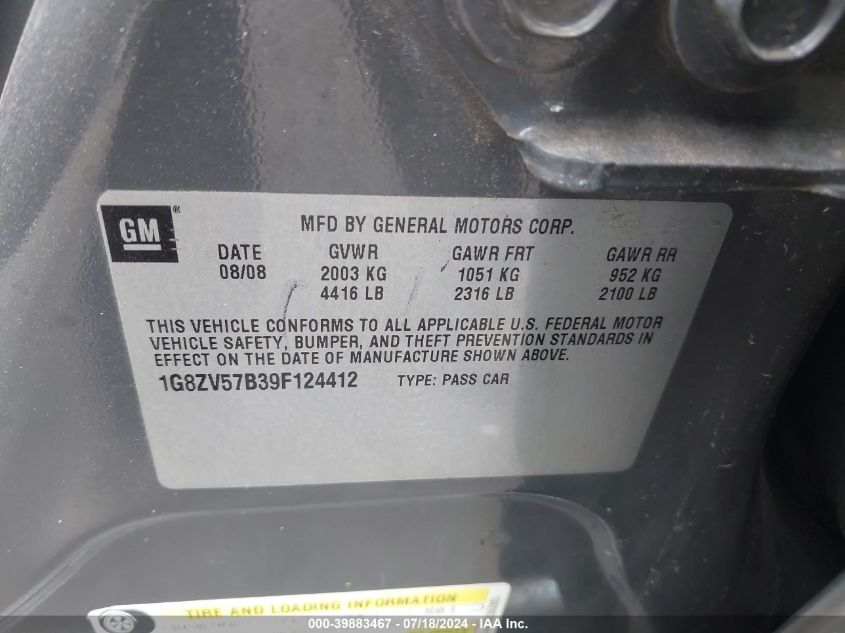 GM®
MFD BY GENERAL MOTORS CORP.
DATE GVWR GAWR FRT GAWR RR
08/08 2003 KG 1051 KG 952 KG
4416 LB 2316 LB 2100 LB
THIS VEHICLE CONFORMS TO ALL APPLICABLE U.S. FEDERAL MOTOR
VEHICLE SAFETY, BUMPER, AND THEFT PREVENTION STANDARDS IN
EFFECT ON THE DATE OF MANUFACTURE SHOWN ABOVE.
1G8ZV57B39F124412 TYPE: PASS CAR
TIRE AND LOADING INFORMATION
000-39883467 - 07/18/2024 - IAA Inc.